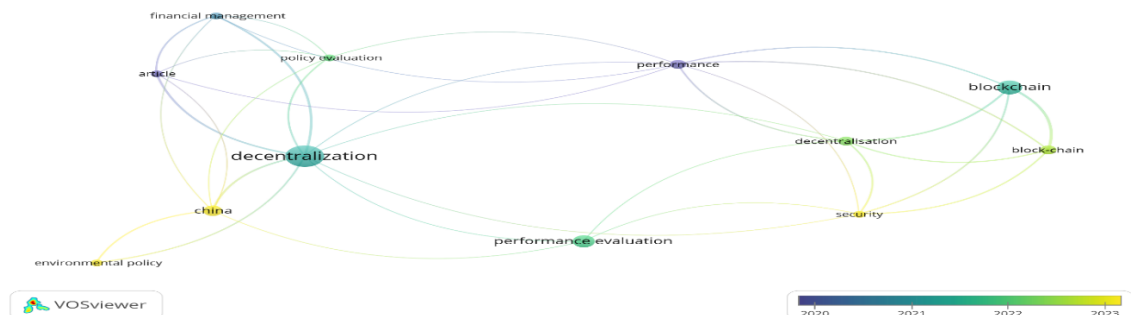 financial management
policy evaluation
article
performance
blockchain
decentralization
decentralisation
block-chain
china
security
performance evaluation
environmental policy
VOSviewer
2020 2021 2022 2023